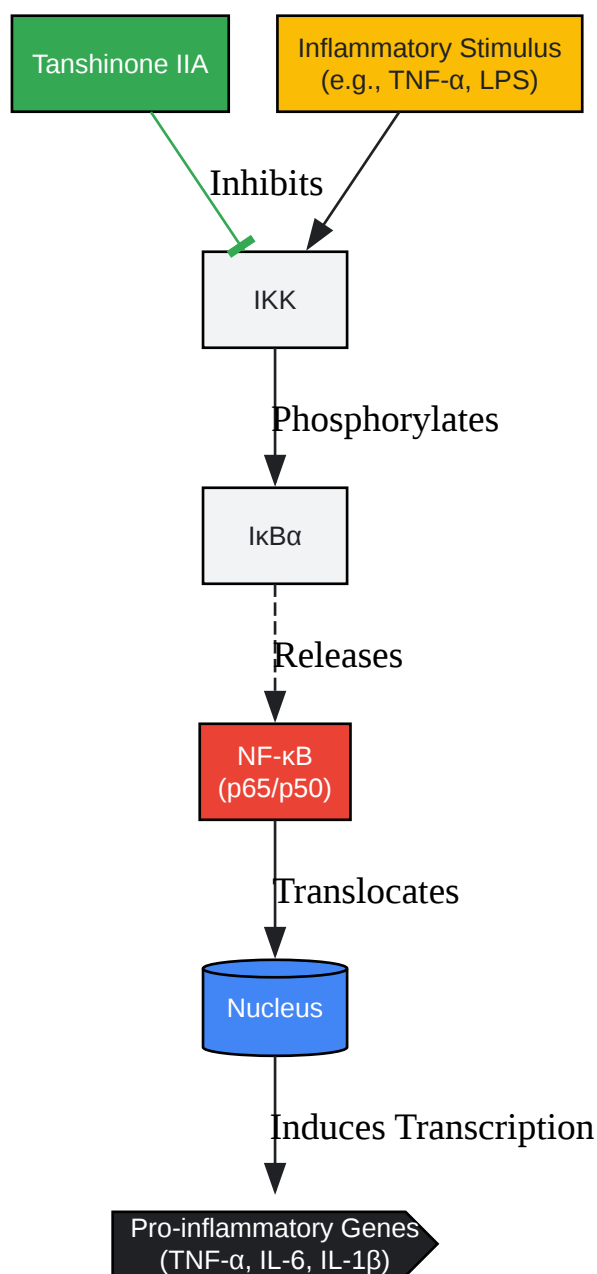 Tanshinone IIA
Inflammatory Stimulus
(e.g., TNF-α, LPS)
Inhibits
IKK
Phosphorylates
IκBα
Releases
NF-κB
(p65/p50)
Translocates
Nucleus
Induces Transcription
Pro-inflammatory Genes
(TNF-α, IL-6, IL-1β)